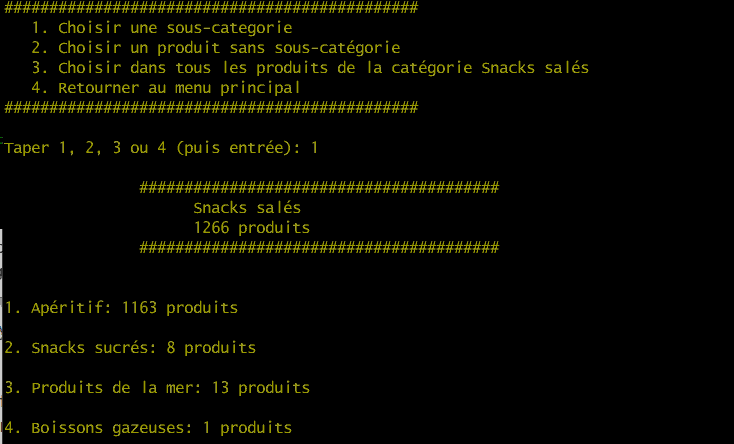 ##############################################
1. Choisir une sous-categorie
2. Choisir un produit sans sous-catégorie
3. Choisir dans tous les produits de la catégorie Snacks salés
4. Retourner au menu principal
##############################################
Taper 1, 2, 3 ou 4 (puis entrée): 1
########################################
Snacks salés
1266 produits
########################################
1. Apéritif: 1163 produits
2. Snacks sucrés: 8 produits
3. Produits de la mer: 13 produits
4. Boissons gazeuses: 1 produits